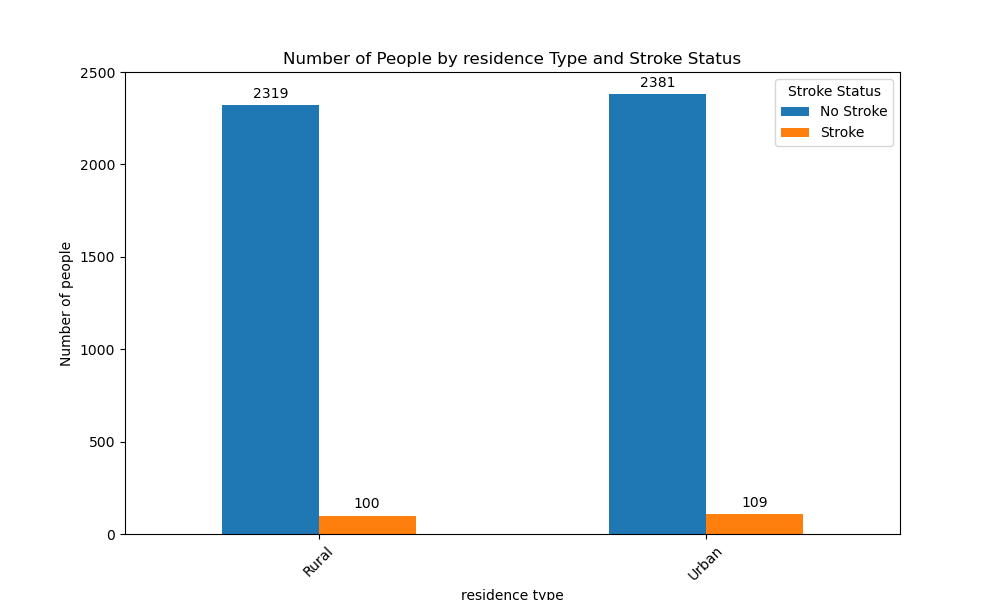 Number of People by residence Type and Stroke Status
2500
2000
1500
1000
500
0
Number of people
2319
100
2381
109
Stroke Status
No Stroke
Stroke
Rural
Urban
residence type